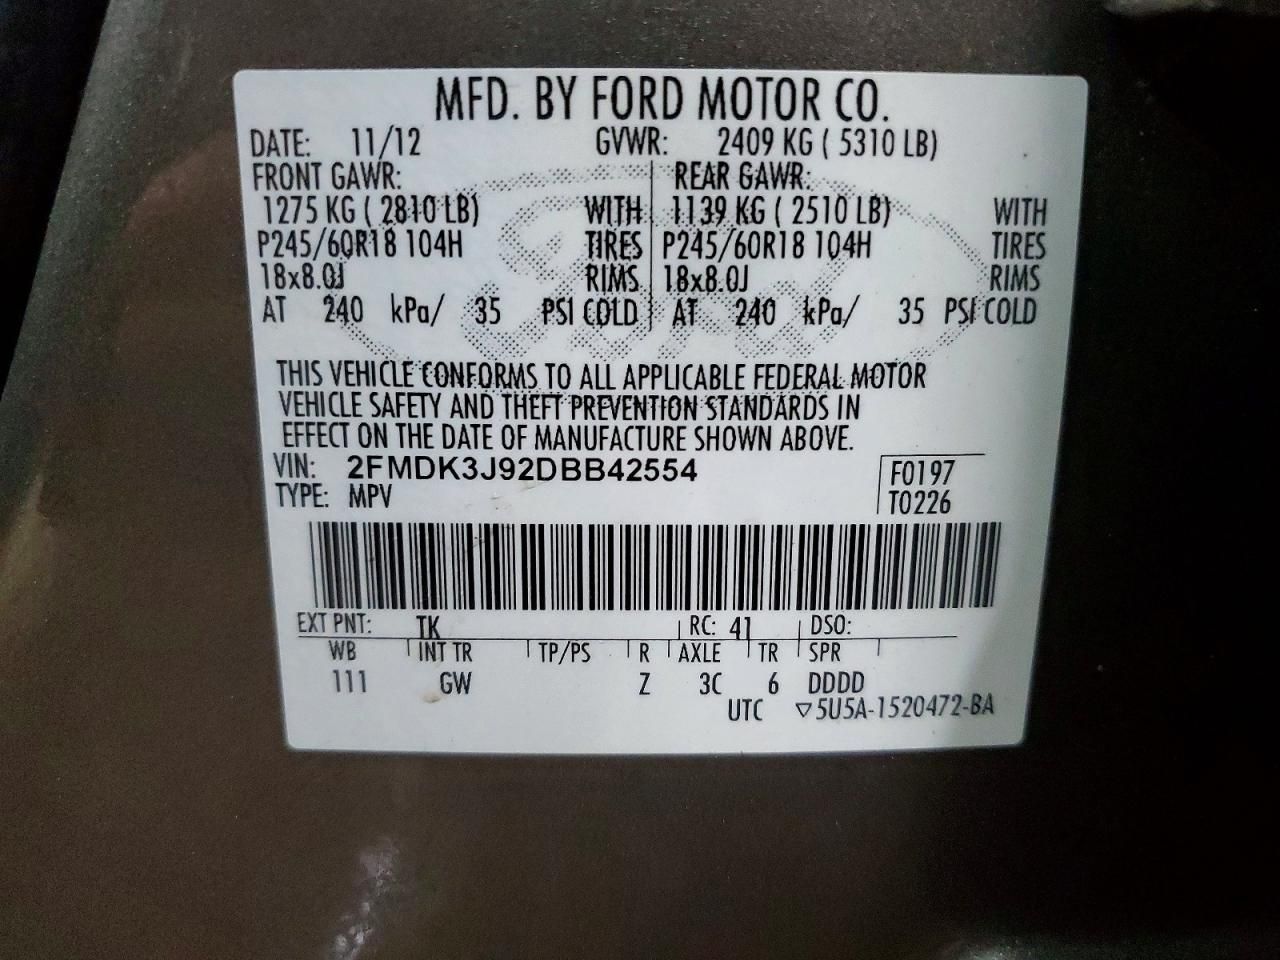 MFD. BY FORD MOTOR CO.
DATE: 11/12 GVWR: 2409 KG ( 5310 LB)
FRONT GAWR: REAR GAWR:
1275 KG ( 2810 LB) WITH 1139 KG ( 2510 LB) WITH
P245/60R18 104H TIRES P245/60R18 104H TIRES
18x8.0J RIMS 18x8.0J RIMS
AT 240 kPa/ 35 PSI COLD AT 240 kPa/ 35 PSI COLD
Ford
THIS VEHICLE CONFORMS TO ALL APPLICABLE FEDERAL MOTOR
VEHICLE SAFETY AND THEFT PREVENTION STANDARDS IN
EFFECT ON THE DATE OF MANUFACTURE SHOWN ABOVE.
VIN: 2FMDK3J92DBB42554 F0197
TYPE: MPV T0226
EXT PNT: TK RC: 41 DSO:
WB INT TR TP/PS R AXLE TR SPR
111 GW Z 3C 6 DDDD
UTC ▽5U5A-1520472-BA